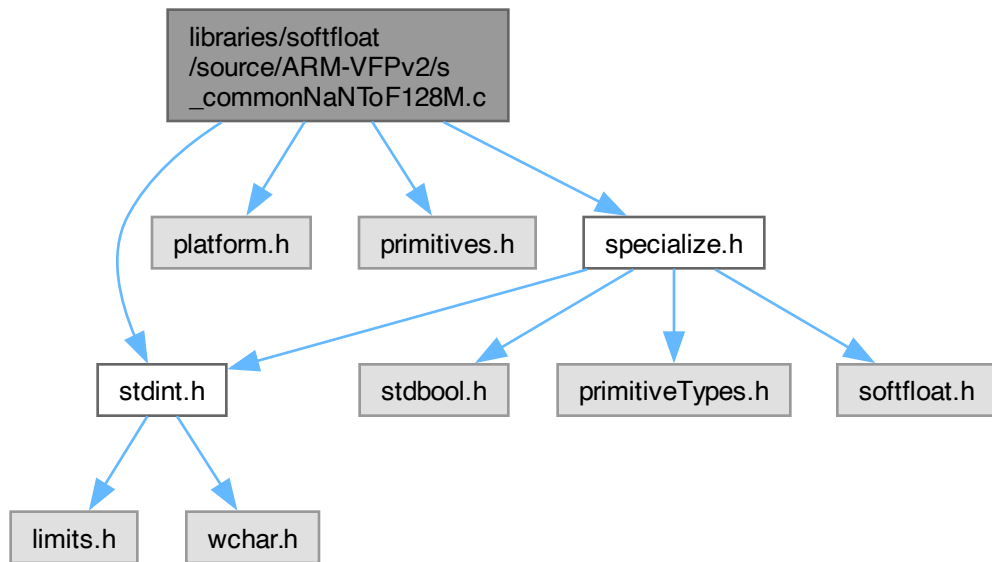 libraries/softfloat
/source/ARM-VFPv2/s
_commonNaNToF128M.c
platform.h
primitives.h
specialize.h
stdint.h
stdbool.h
primitiveTypes.h
softfloat.h
limits.h
wchar.h